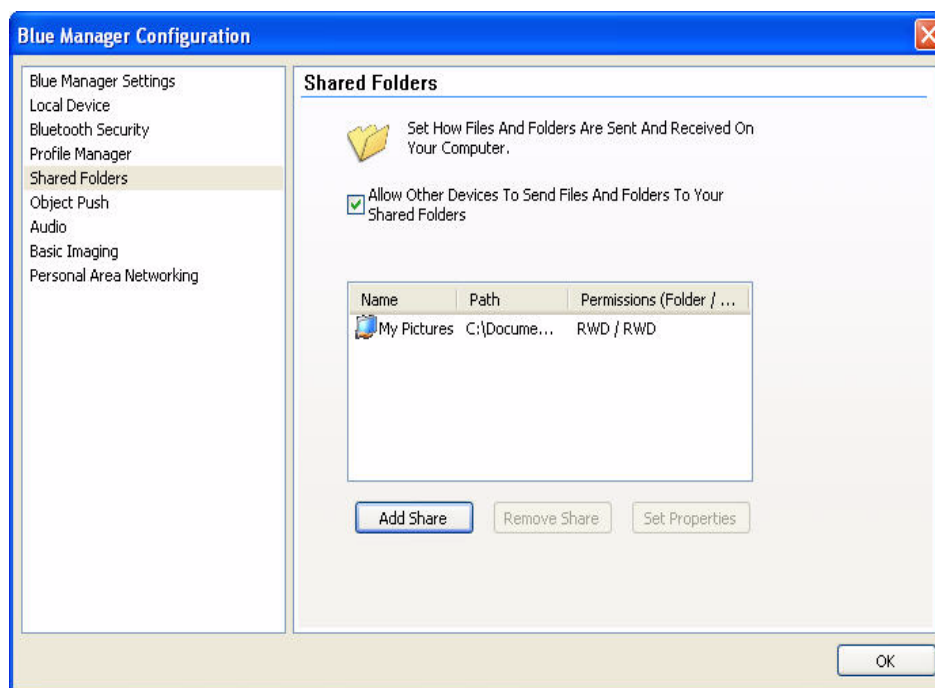 Blue Manager Configuration
Blue Manager Settings
Local Device
Bluetooth Security
Profile Manager
Shared Folders
Object Push
Audio
Basic Imaging
Personal Area Networking
Shared Folders
Set How Files And Folders Are Sent And Received On
Your Computer.
Allow Other Devices To Send Files And Folders To Your
Shared Folders
Name Path Permissions (Folder / ...
My Pictures C:\Docume... RWD / RWD
Add Share Remove Share Set Properties
OK